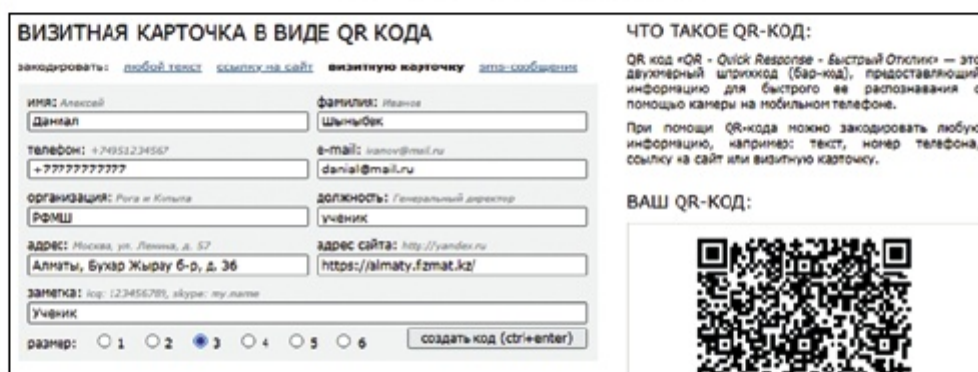 ВИЗИТНАЯ КАРТОЧКА В ВИДЕ QR КОДА
закодировать: любой текст ссылку на сайт визитную карточку sms-сообщение
имя: Алексей фамилия: Иванов
Даниал Шыныбек
телефон: +74951234567 e-mail: ivanov@mail.ru
+77777777777 danial@mail.ru
организация: Рога и Копыта должность: Генеральный директор
РФМШ ученик
адрес: Москва, ул. Ленина, д. 57 адрес сайта: http://yandex.ru
Алматы, Бухар Жырау б-р, д. 36 https://almaty.fzmat.kz/
заметка: icq: 123456789, skype: my.name
Ученик
размер: 1 2 3 4 5 6 создать код (ctrl+enter)
ЧТО ТАКОЕ QR-КОД:
QR код «QR - Quick Response - Быстрый Отклик» — это
двухмерный штрихкод (бар-код), предоставляющий
информацию для быстрого ее распознавания с
помощью камеры на мобильном телефоне.
При помощи QR-кода можно закодировать любую
информацию, например: текст, номер телефона,
ссылку на сайт или визитную карточку.
ВАШ QR-КОД: